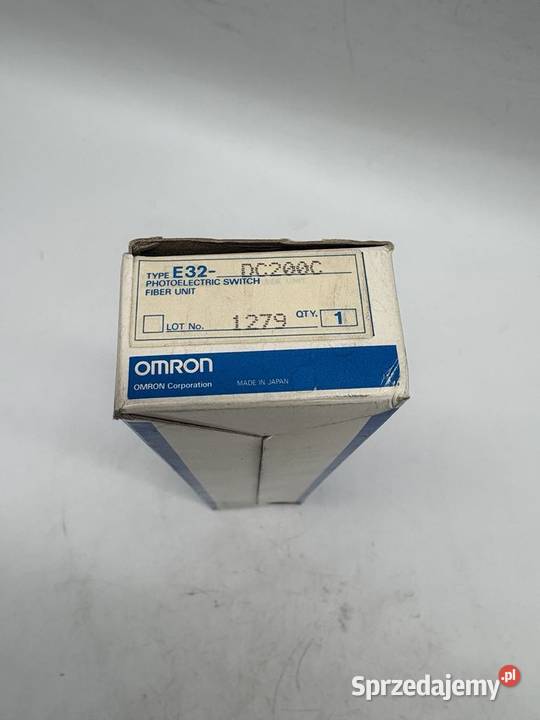 TYPE E32- DC200C
PHOTOELECTRIC SWITCH
FIBER UNIT
LOT No. 1279 QTY. 1
OMRON
OMRON Corporation MADE IN JAPAN
Sprzedajemy.pl